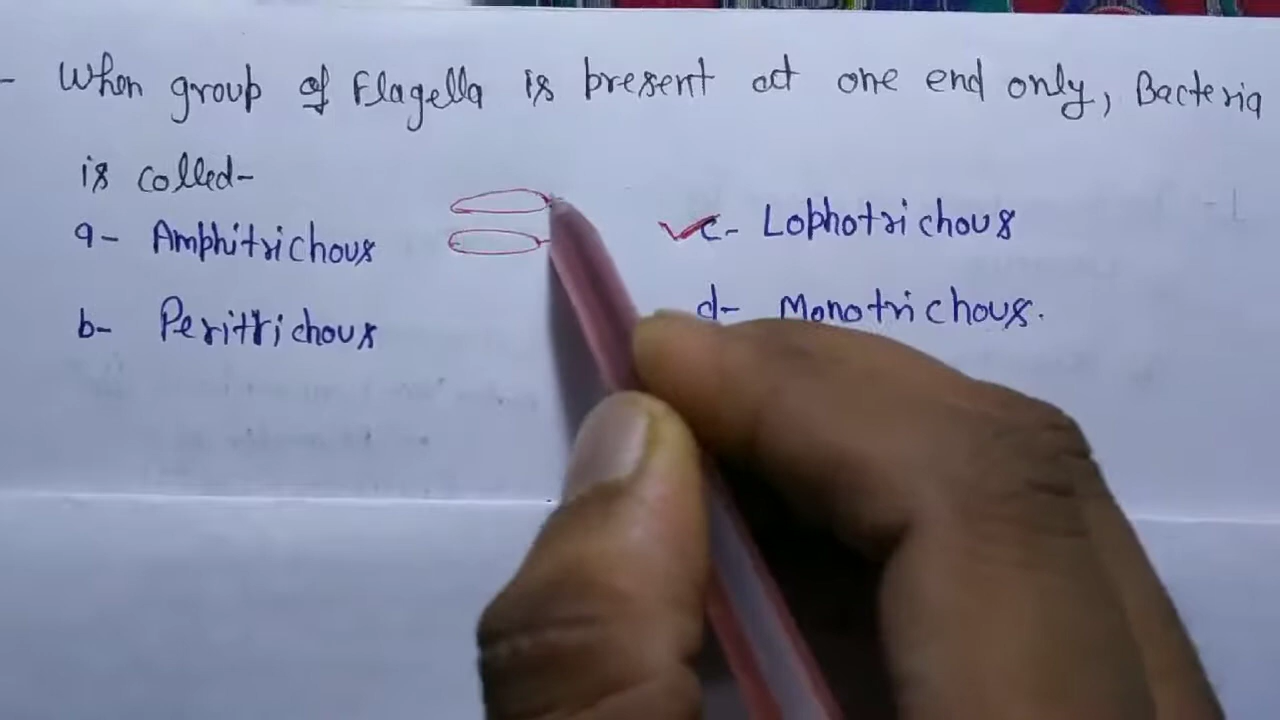 - When group of Flagella is present at one end only, Bacteria
is called-
a- Amphitrichous
b- Peritrichous
c- Lophotrichous
d- Monotrichous.